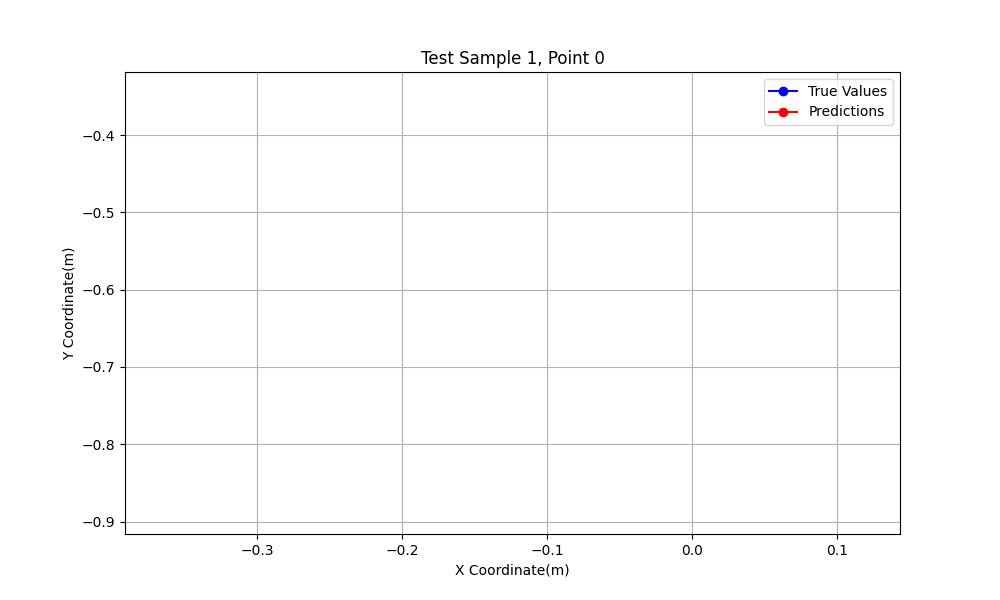 Test Sample 1, Point 0
True Values
Predictions
−0.4
−0.5
−0.6
−0.7
−0.8
−0.9
Y Coordinate(m)
−0.3
−0.2
−0.1
0.0
0.1
X Coordinate(m)